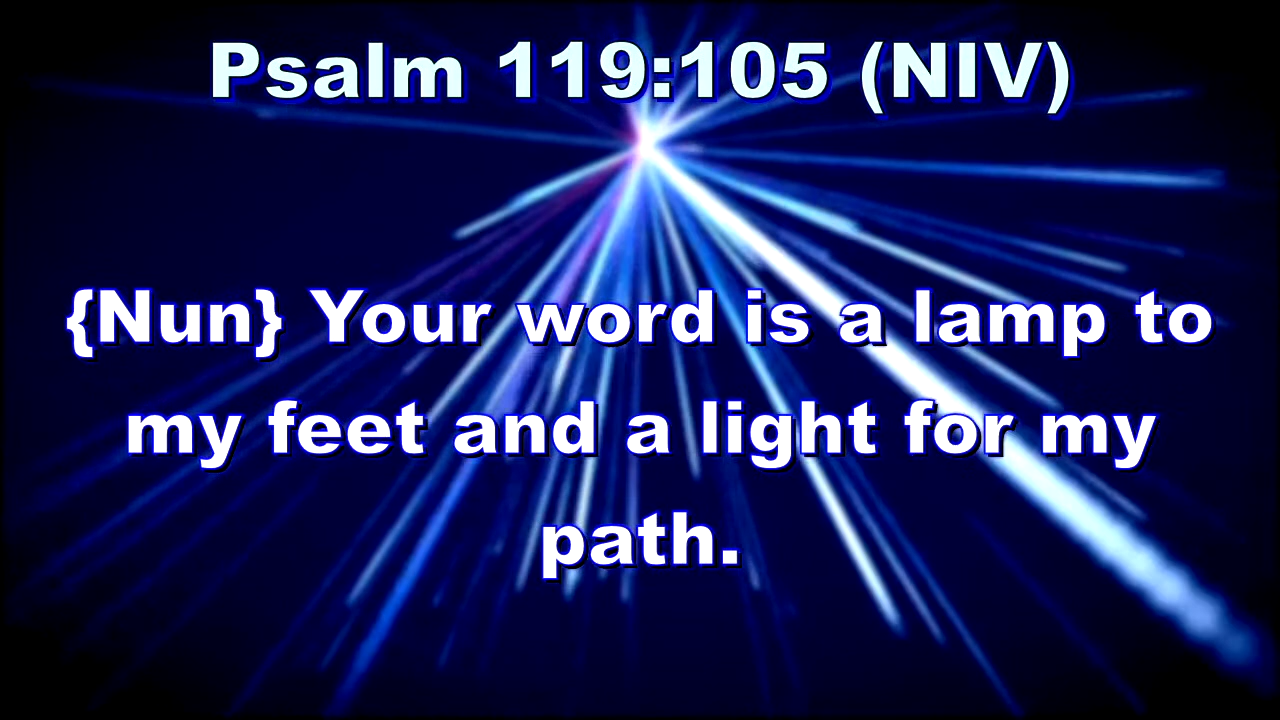 Psalm 119:105 (NIV)
{Nun} Your word is a lamp to
my feet and a light for my
path.